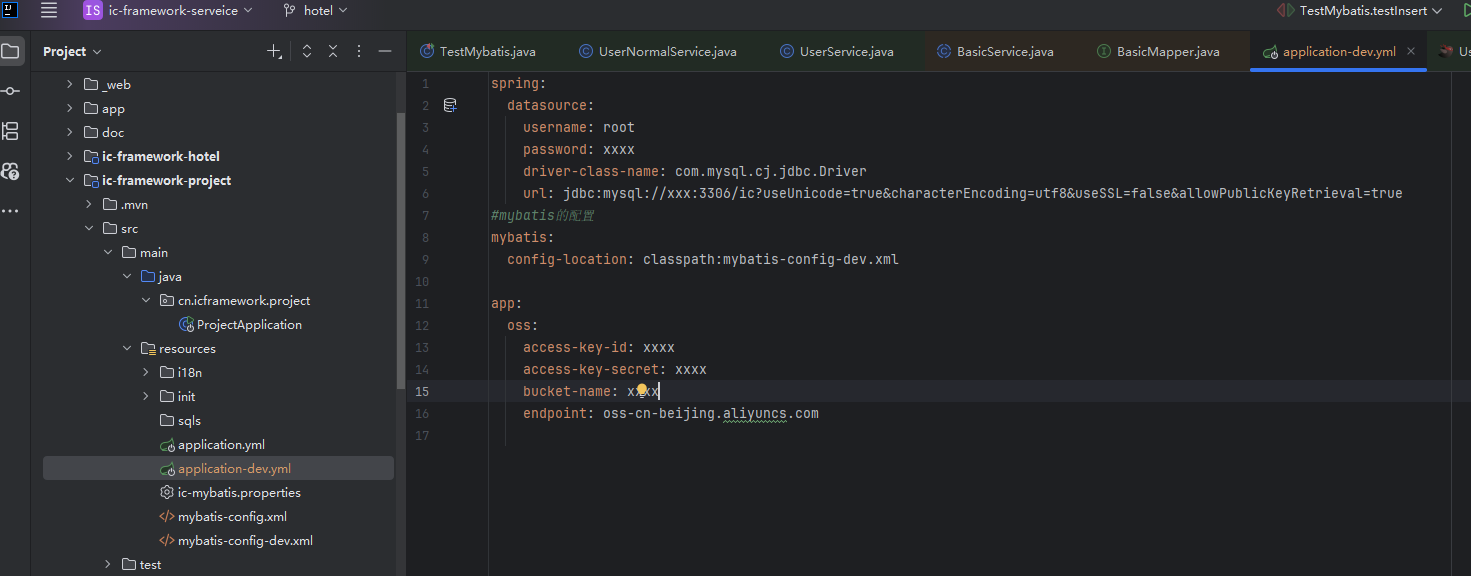 IS ic-framework-serveice hotel TestMybatis.testInsert
Project
TestMybatis.java UserNormalService.java UserService.java BasicService.java BasicMapper.java application-dev.yml Us
_web
app
doc
ic-framework-hotel
ic-framework-project
.mvn
src
main
java
cn.icframework.project
ProjectApplication
resources
i18n
init
sqls
application.yml
application-dev.yml
ic-mybatis.properties
mybatis-config.xml
mybatis-config-dev.xml
test
1 spring:
2 datasource:
3 username: root
4 password: xxxx
5 driver-class-name: com.mysql.cj.jdbc.Driver
6 url: jdbc:mysql://xxx:3306/ic?useUnicode=true&characterEncoding=utf8&useSSL=false&allowPublicKeyRetrieval=true
7 #mybatis的配置
8 mybatis:
9 config-location: classpath:mybatis-config-dev.xml
10
11 app:
12 oss:
13 access-key-id: xxxx
14 access-key-secret: xxxx
15 bucket-name: xxxx
16 endpoint: oss-cn-beijing.aliyuncs.com
17